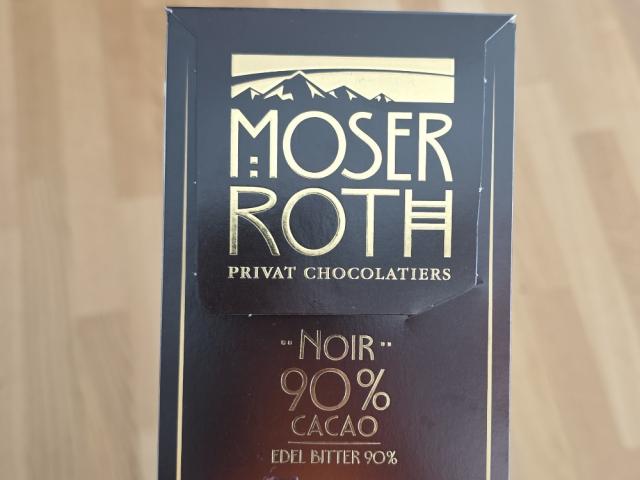 MOSER
ROTH
PRIVAT CHOCOLATIERS
NOIR
90%
CACAO
EDEL BITTER 90%